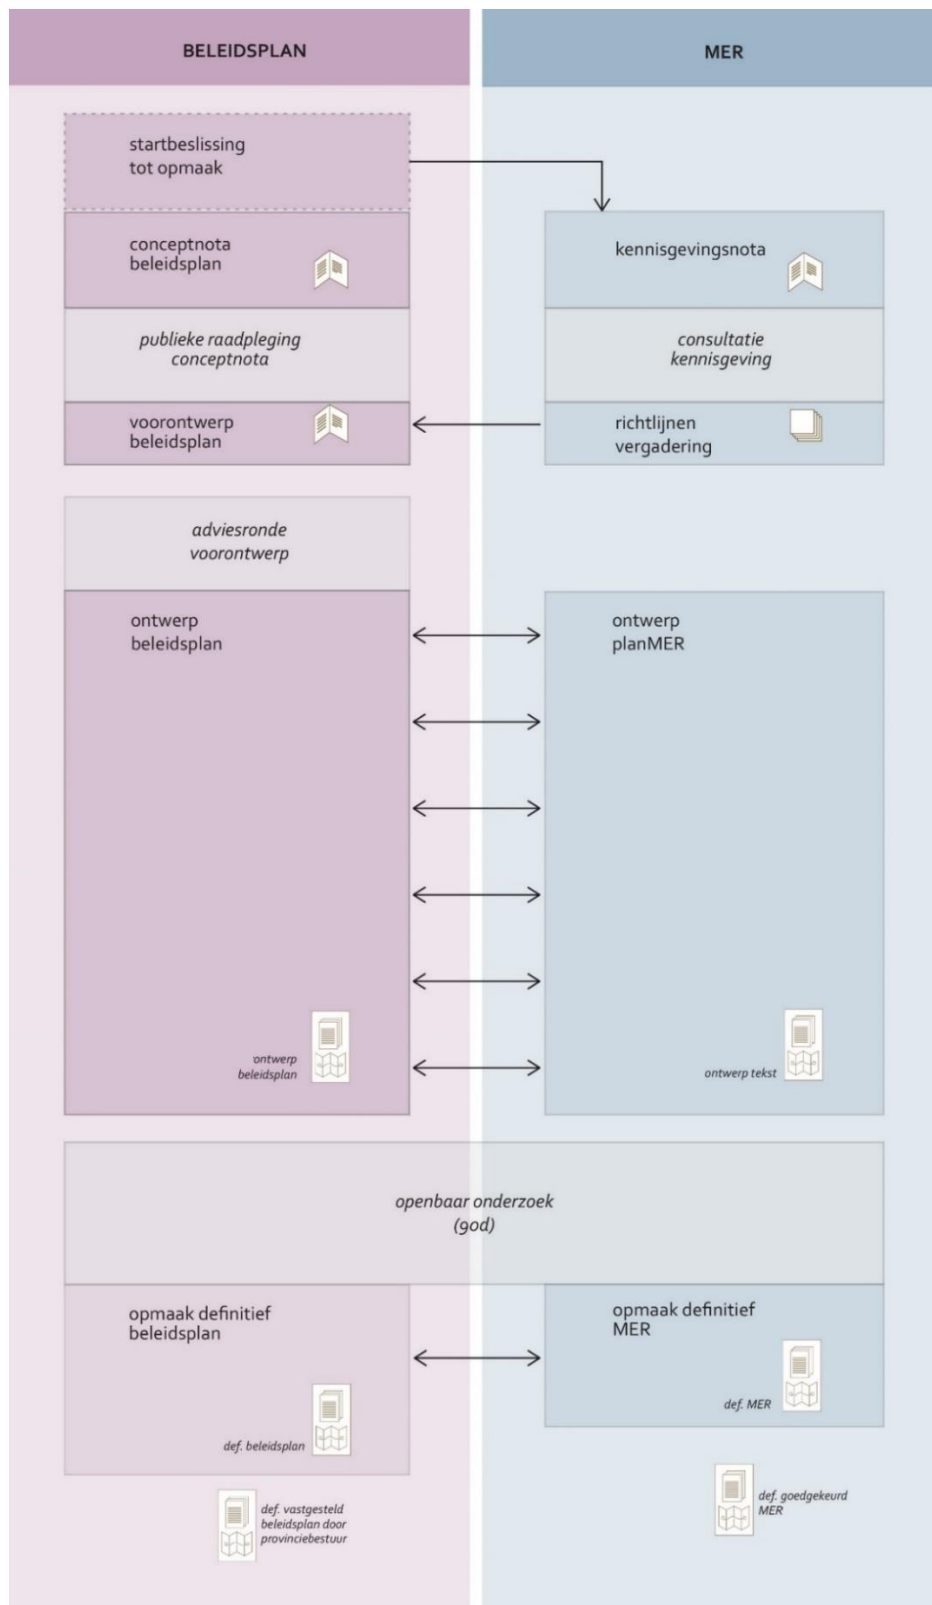 BELEIDSPLAN
MER
startbeslissing
tot opmaak
conceptnota
beleidsplan
kennisgevingsnota
publieke raadpleging
conceptnota
consultatie
kennisgeving
voorontwerp
beleidsplan
richtlijnen
vergadering
adviesronde
voorontwerp
ontwerp
beleidsplan
ontwerp
planMER
ontwerp
beleidsplan
ontwerp tekst
openbaar onderzoek
(90d)
opmaak definitief
beleidsplan
opmaak definitief
MER
def. MER
def. beleidsplan
def. vastgesteld
beleidsplan door
provinciebestuur
def. goedgekeurd
MER